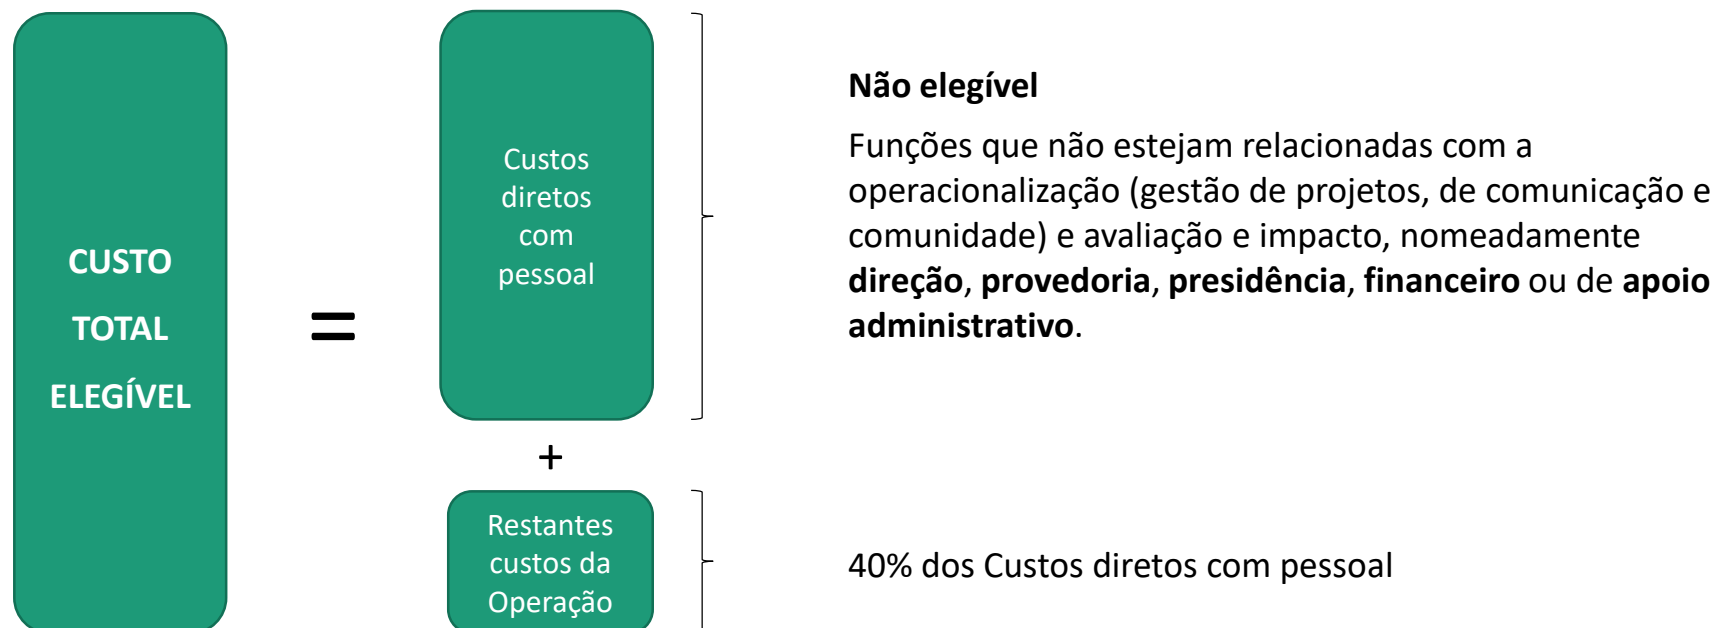 CUSTO
TOTAL
ELEGÍVEL
=
Custos
diretos
com
pessoal
+
Restantes
custos da
Operação
Não elegível
Funções que não estejam relacionadas com a
operacionalização (gestão de projetos, de comunicação e
comunidade) e avaliação e impacto, nomeadamente
direção, provedoria, presidência, financeiro ou de apoio
administrativo.
40% dos Custos diretos com pessoal